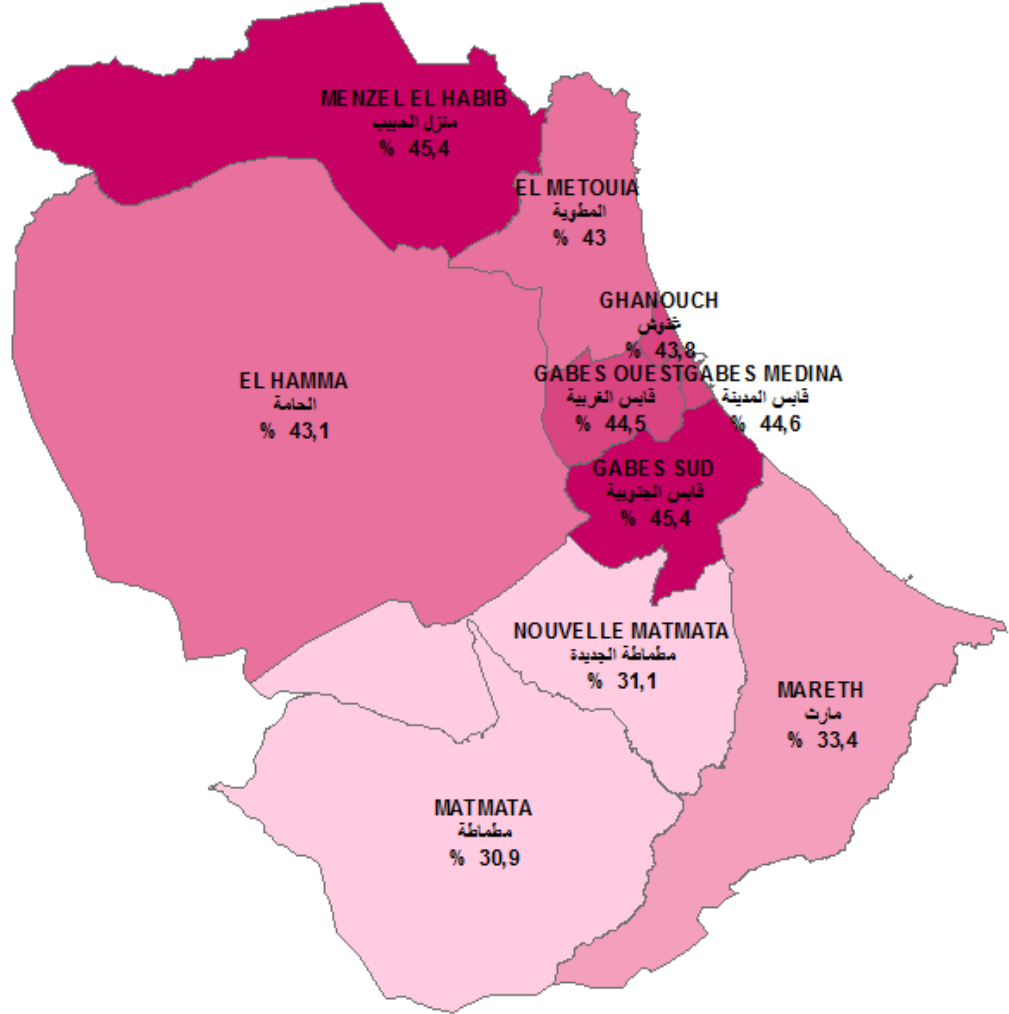 MENZEL EL HABIB
منزل الحبيب
% 45,4
EL METOUIA
المطوية
% 43
GHANOUCH
غنوش
% 43,8
EL HAMMA
الحامة
% 43,1
GABES OUEST
قابس الغربية
% 44,5
GABES MEDINA
قابس المدينة
% 44,6
GABES SUD
قابس الجنوبية
% 45,4
NOUVELLE MATMATA
مطماطة الجديدة
% 31,1
MARETH
مارث
% 33,4
MATMATA
مطماطة
% 30,9